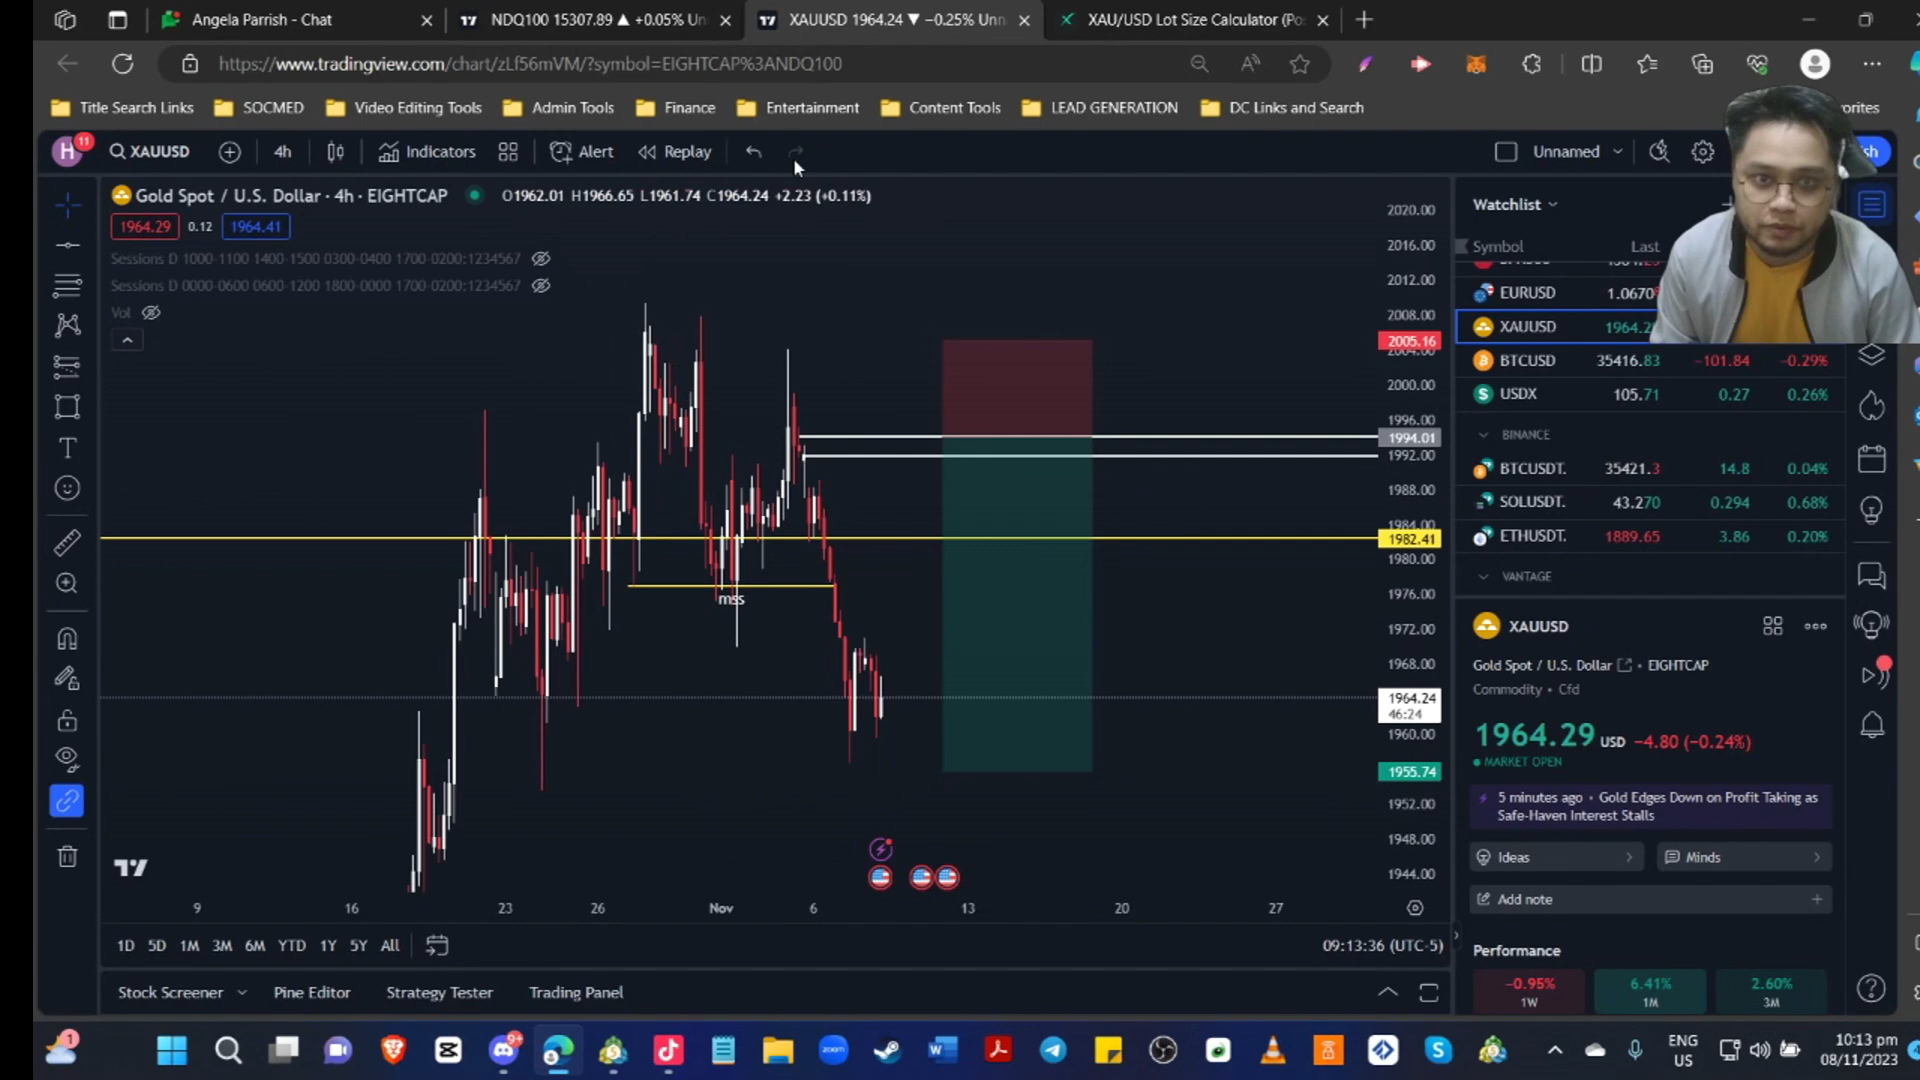 Angela Parrish - Chat
NDQ100 15307.89 ▲ +0.05% Un
XAUUSD 1964.24 ▼ −0.25% Unn
XAU/USD Lot Size Calculator (Po
https://www.tradingview.com/chart/zLf56mVM/?symbol=EIGHTCAP%3ANDQ100
Title Search Links
SOCMED
Video Editing Tools
Admin Tools
Finance
Entertainment
Content Tools
LEAD GENERATION
DC Links and Search
orites
H
11
XAUUSD
4h
Indicators
Alert
Replay
Unnamed
sh
Gold Spot / U.S. Dollar · 4h · EIGHTCAP
O1962.01 H1966.65 L1961.74 C1964.24 +2.23 (+0.11%)
1964.29
0.12
1964.41
Sessions D 1000-1100 1400-1500 0300-0400 1700-0200:1234567
Sessions D 0000-0600 0600-1200 1800-0000 1700-0200:1234567
Vol
mss
2020.00
2016.00
2012.00
2008.00
2005.16
2004.00
2000.00
1996.00
1994.01
1992.00
1988.00
1984.00
1982.41
1980.00
1976.00
1972.00
1968.00
1964.24
46:24
1960.00
1955.74
1952.00
1948.00
1944.00
9
16
23
26
Nov
6
13
20
27
1D
5D
1M
3M
6M
YTD
1Y
5Y
All
09:13:36 (UTC-5)
Stock Screener
Pine Editor
Strategy Tester
Trading Panel
Watchlist
Symbol
Last
EURUSD
1.0670
XAUUSD
1964.2
BTCUSD
35416.83
−101.84
−0.29%
USDX
105.71
0.27
0.26%
BINANCE
BTCUSDT.
35421.3
14.8
0.04%
SOLUSDT.
43.270
0.294
0.68%
ETHUSDT.
1889.65
3.86
0.20%
VANTAGE
XAUUSD
Gold Spot / U.S. Dollar
• EIGHTCAP
Commodity • Cfd
1964.29 USD −4.80 (−0.24%)
MARKET OPEN
5 minutes ago • Gold Edges Down on Profit Taking as
Safe-Haven Interest Stalls
Ideas
Minds
Add note
Performance
−0.95%
1W
6.41%
1M
2.60%
3M
1
9+
zoom
ENG
US
10:13 pm
08/11/2023